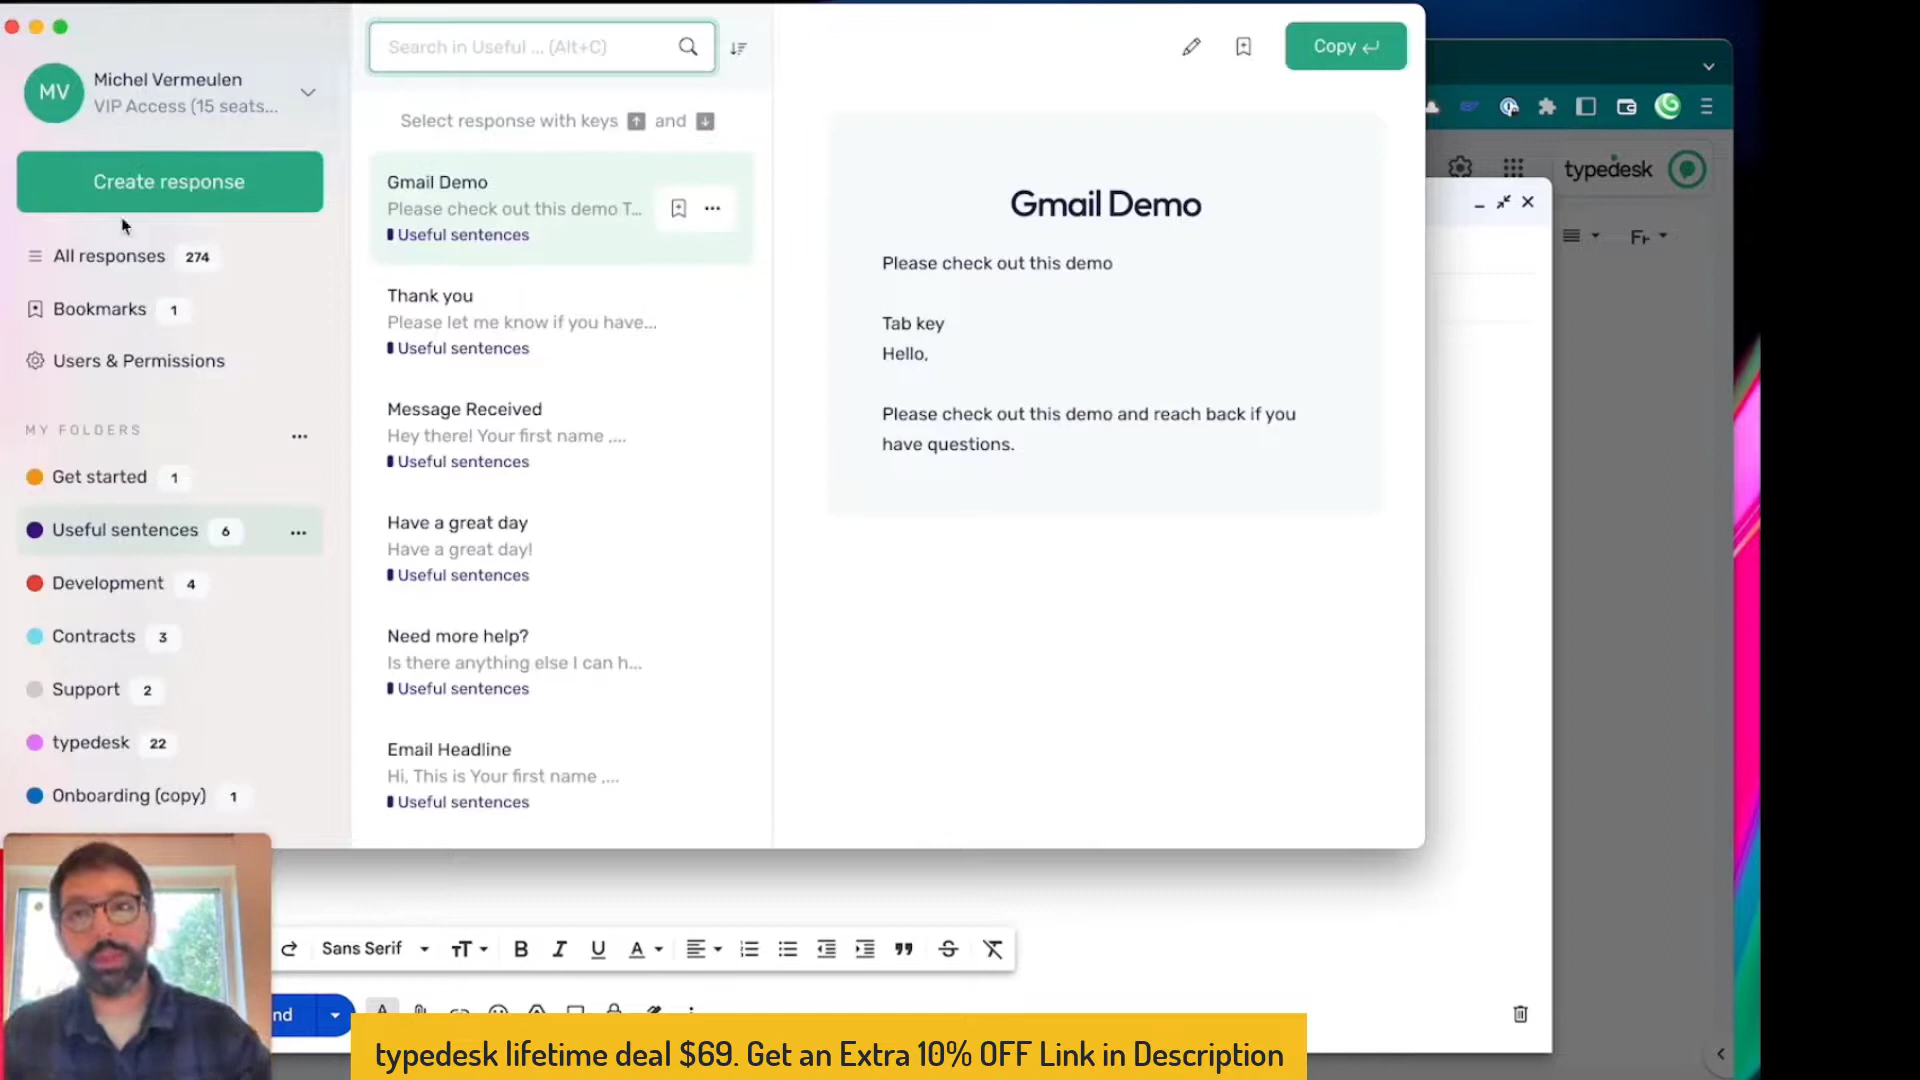 MV
Michel Vermeulen
VIP Access (15 seats...
Create response
All responses 274
Bookmarks 1
Users & Permissions
MY FOLDERS
Get started 1
Useful sentences 6
Development 4
Contracts 3
Support 2
typedesk 22
Onboarding (copy) 1
Search in Useful ... (Alt+C)
Select response with keys and
Gmail Demo
Please check out this demo T...
Useful sentences
Thank you
Please let me know if you have...
Useful sentences
Message Received
Hey there! Your first name ,...
Useful sentences
Have a great day
Have a great day!
Useful sentences
Need more help?
Is there anything else I can h...
Useful sentences
Email Headline
Hi, This is Your first name ,...
Useful sentences
Copy
Gmail Demo
Please check out this demo
Tab key
Hello,
Please check out this demo and reach back if you
have questions.
typedesk
Sans Serif
nd
typedesk lifetime deal $69. Get an Extra 10% OFF Link in Description